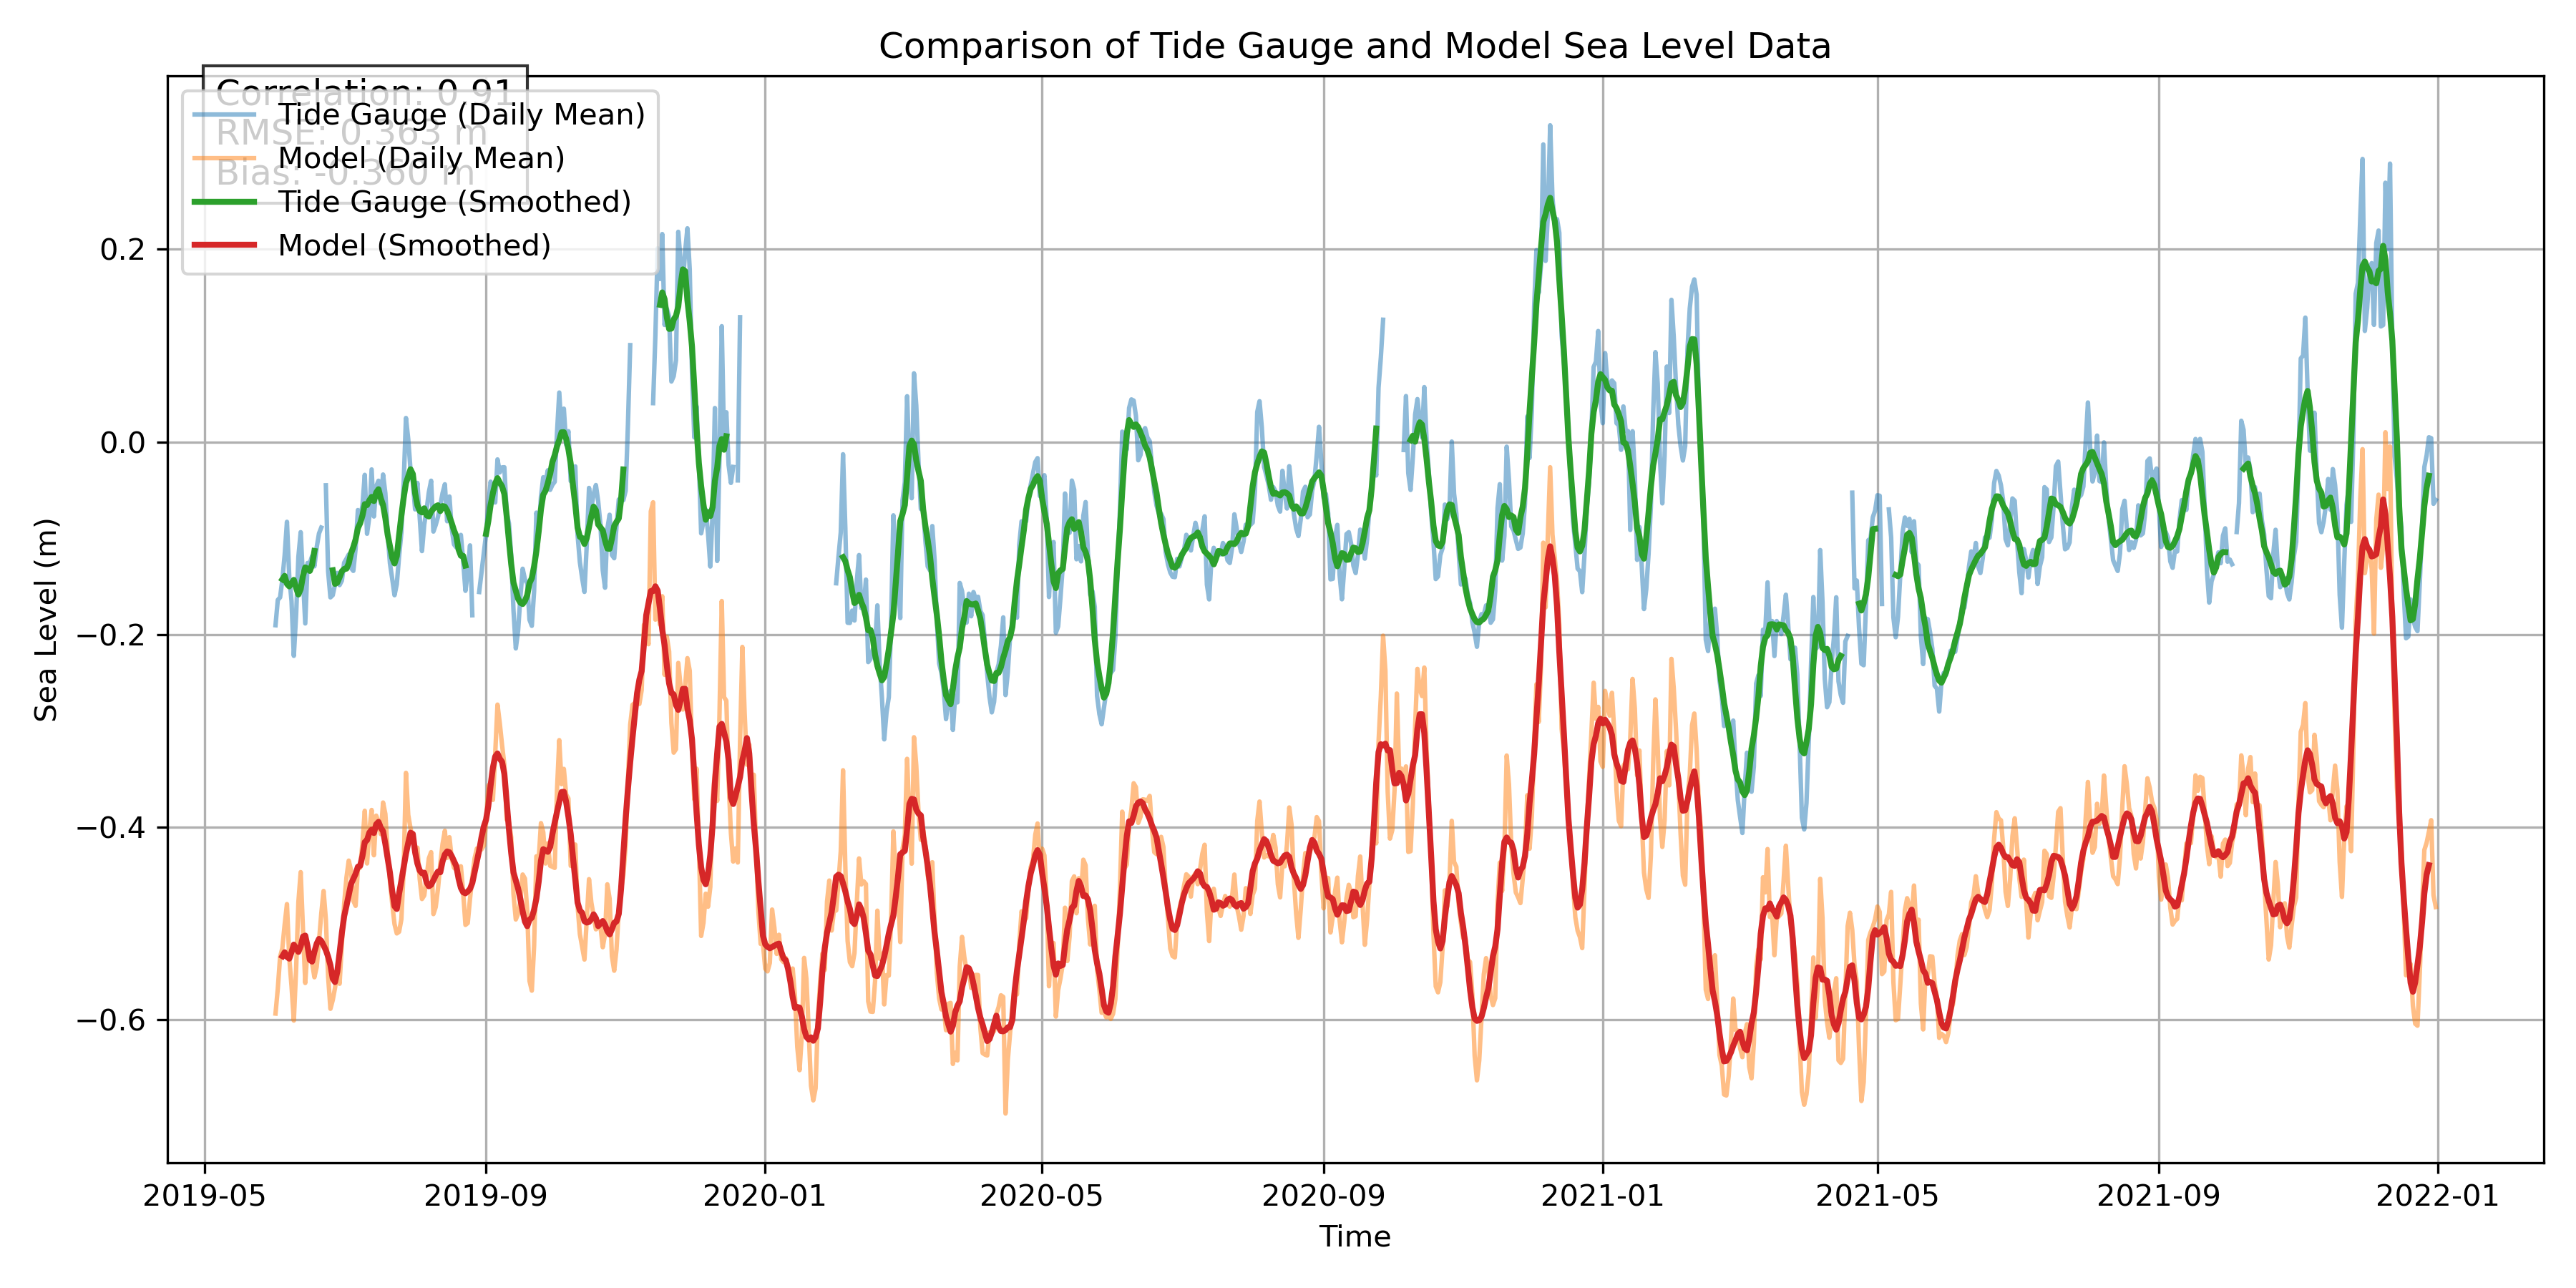 Comparison of Tide Gauge and Model Sea Level Data
Correlation: 0.91
RMSE: 0.363 m
Bias: -0.360 m
Tide Gauge (Daily Mean)
Model (Daily Mean)
Tide Gauge (Smoothed)
Model (Smoothed)
Sea Level (m)
0.2
0.0
−0.2
−0.4
−0.6
2019-05 2019-09 2020-01 2020-05 2020-09 2021-01 2021-05 2021-09 2022-01
Time